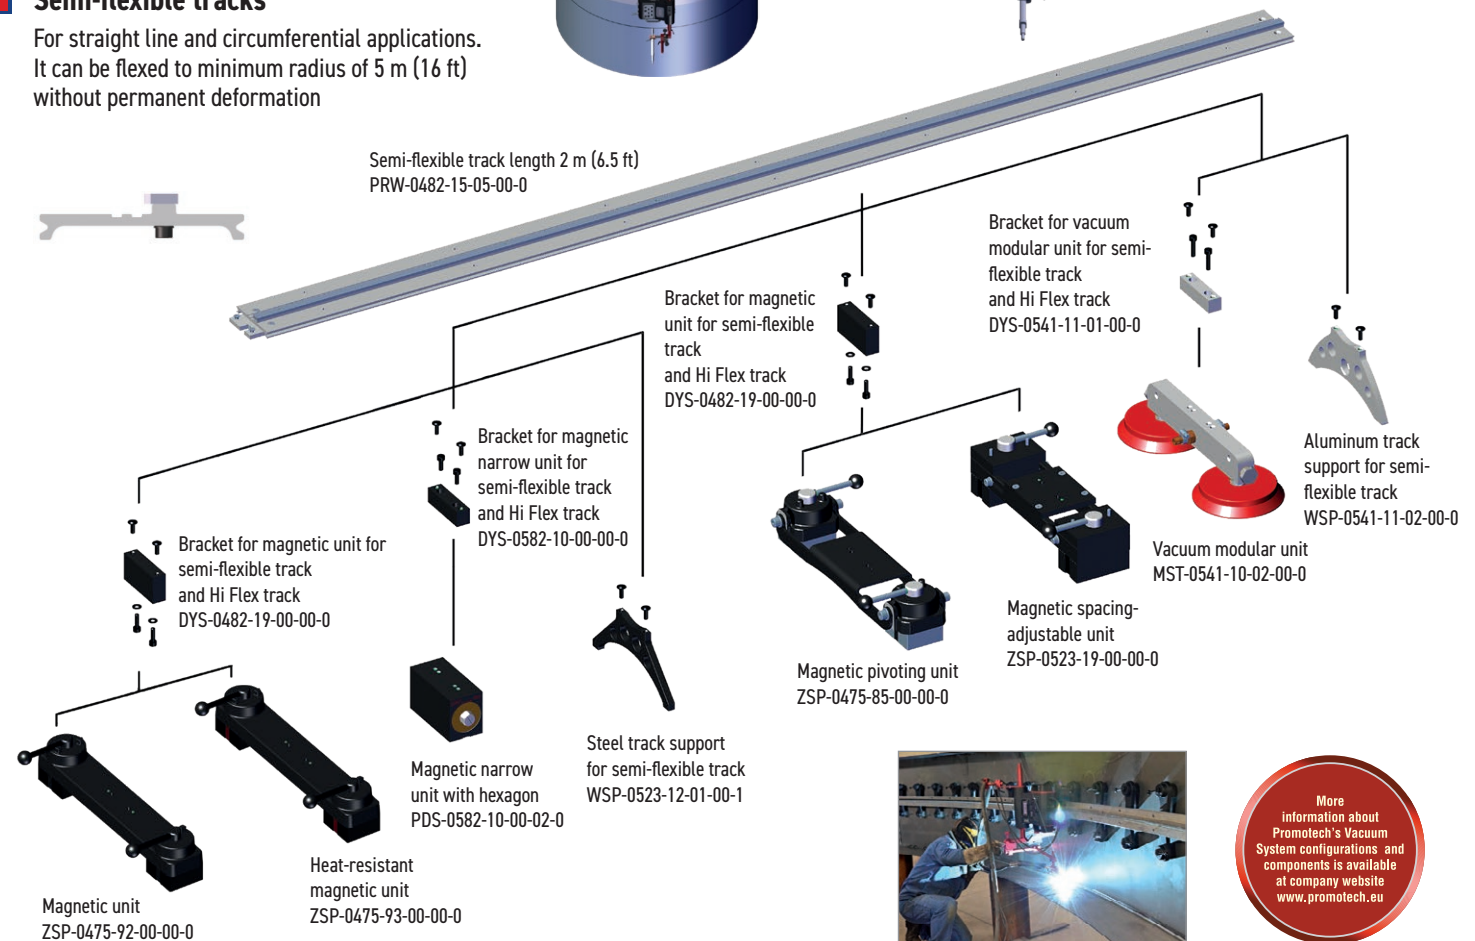 Semi-flexible tracks
For straight line and circumferential applications.
It can be flexed to minimum radius of 5 m (16 ft)
without permanent deformation
Semi-flexible track length 2 m (6.5 ft)
PRW-0482-15-05-00-0
Bracket for vacuum
modular unit for semi-
flexible track
and Hi Flex track
DYS-0541-11-01-00-0
Bracket for magnetic
unit for semi-flexible
track
and Hi Flex track
DYS-0482-19-00-00-0
Bracket for magnetic
narrow unit for
semi-flexible track
and Hi Flex track
DYS-0582-10-00-00-0
Aluminum track
support for semi-
flexible track
WSP-0541-11-02-00-0
Bracket for magnetic unit for
semi-flexible track
and Hi Flex track
DYS-0482-19-00-00-0
Vacuum modular unit
MST-0541-10-02-00-0
Magnetic spacing-
adjustable unit
ZSP-0523-19-00-00-0
Magnetic pivoting unit
ZSP-0475-85-00-00-0
Steel track support
for semi-flexible track
WSP-0523-12-01-00-1
Magnetic narrow
unit with hexagon
PDS-0582-10-00-02-0
Heat-resistant
magnetic unit
ZSP-0475-93-00-00-0
Magnetic unit
ZSP-0475-92-00-00-0
More
information about
Promotech's Vacuum
System configurations and
components is available
at company website
www.promotech.eu